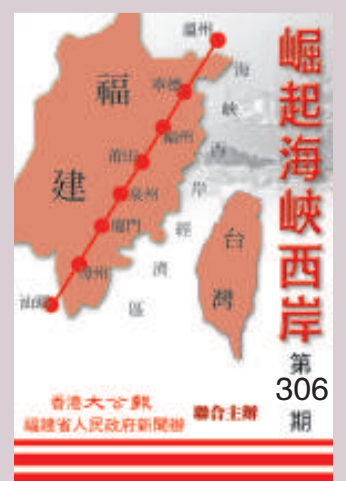 崛起海峽西岸
第
306
期
溫州
寧德
福州
莆田
泉州
廈門
漳州
汕頭
福建
海峽西岸經濟區
台灣
香港大公報
福建省人民政府新聞辦
聯合主辦